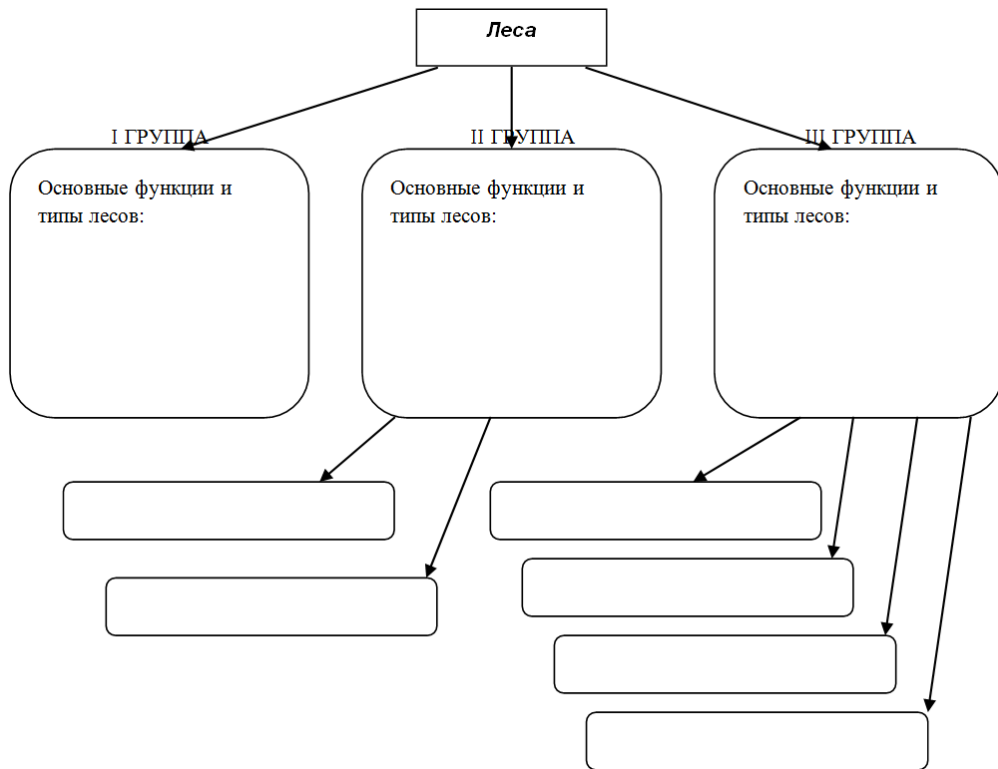 Леса
I ГРУППА
II ГРУППА
III ГРУППА
Основные функции и
типы лесов:
Основные функции и
типы лесов:
Основные функции и
типы лесов: